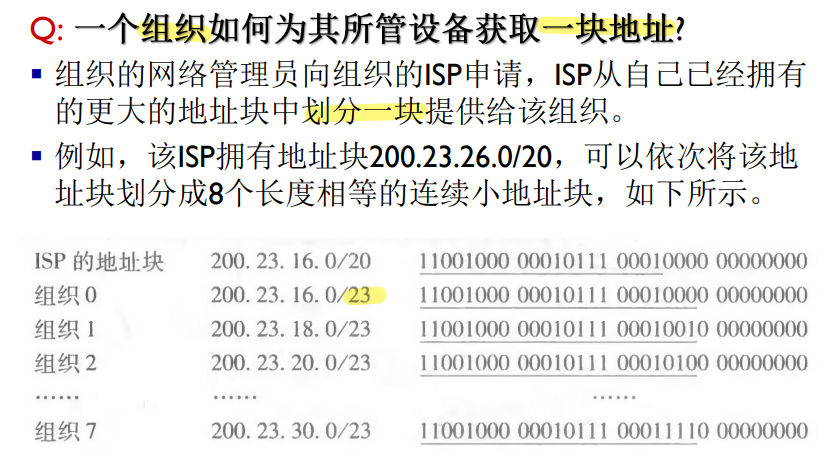 Q: 一个组织如何为其所管设备获取一块地址?
▪ 组织的网络管理员向组织的ISP申请，ISP从自己已经拥有
的更大的地址块中划分一块提供给该组织。
▪ 例如，该ISP拥有地址块200.23.26.0/20，可以依次将该地
址块划分成8个长度相等的连续小地址块，如下所示。
ISP 的地址块 200. 23. 16. 0/20 11001000 00010111 00010000 00000000
组织 0 200. 23. 16. 0/23 11001000 00010111 00010000 00000000
组织 1 200. 23. 18. 0/23 11001000 00010111 00010010 00000000
组织 2 200. 23. 20. 0/23 11001000 00010111 00010100 00000000
…… …… ……
组织 7 200. 23. 30. 0/23 11001000 00010111 00011110 00000000